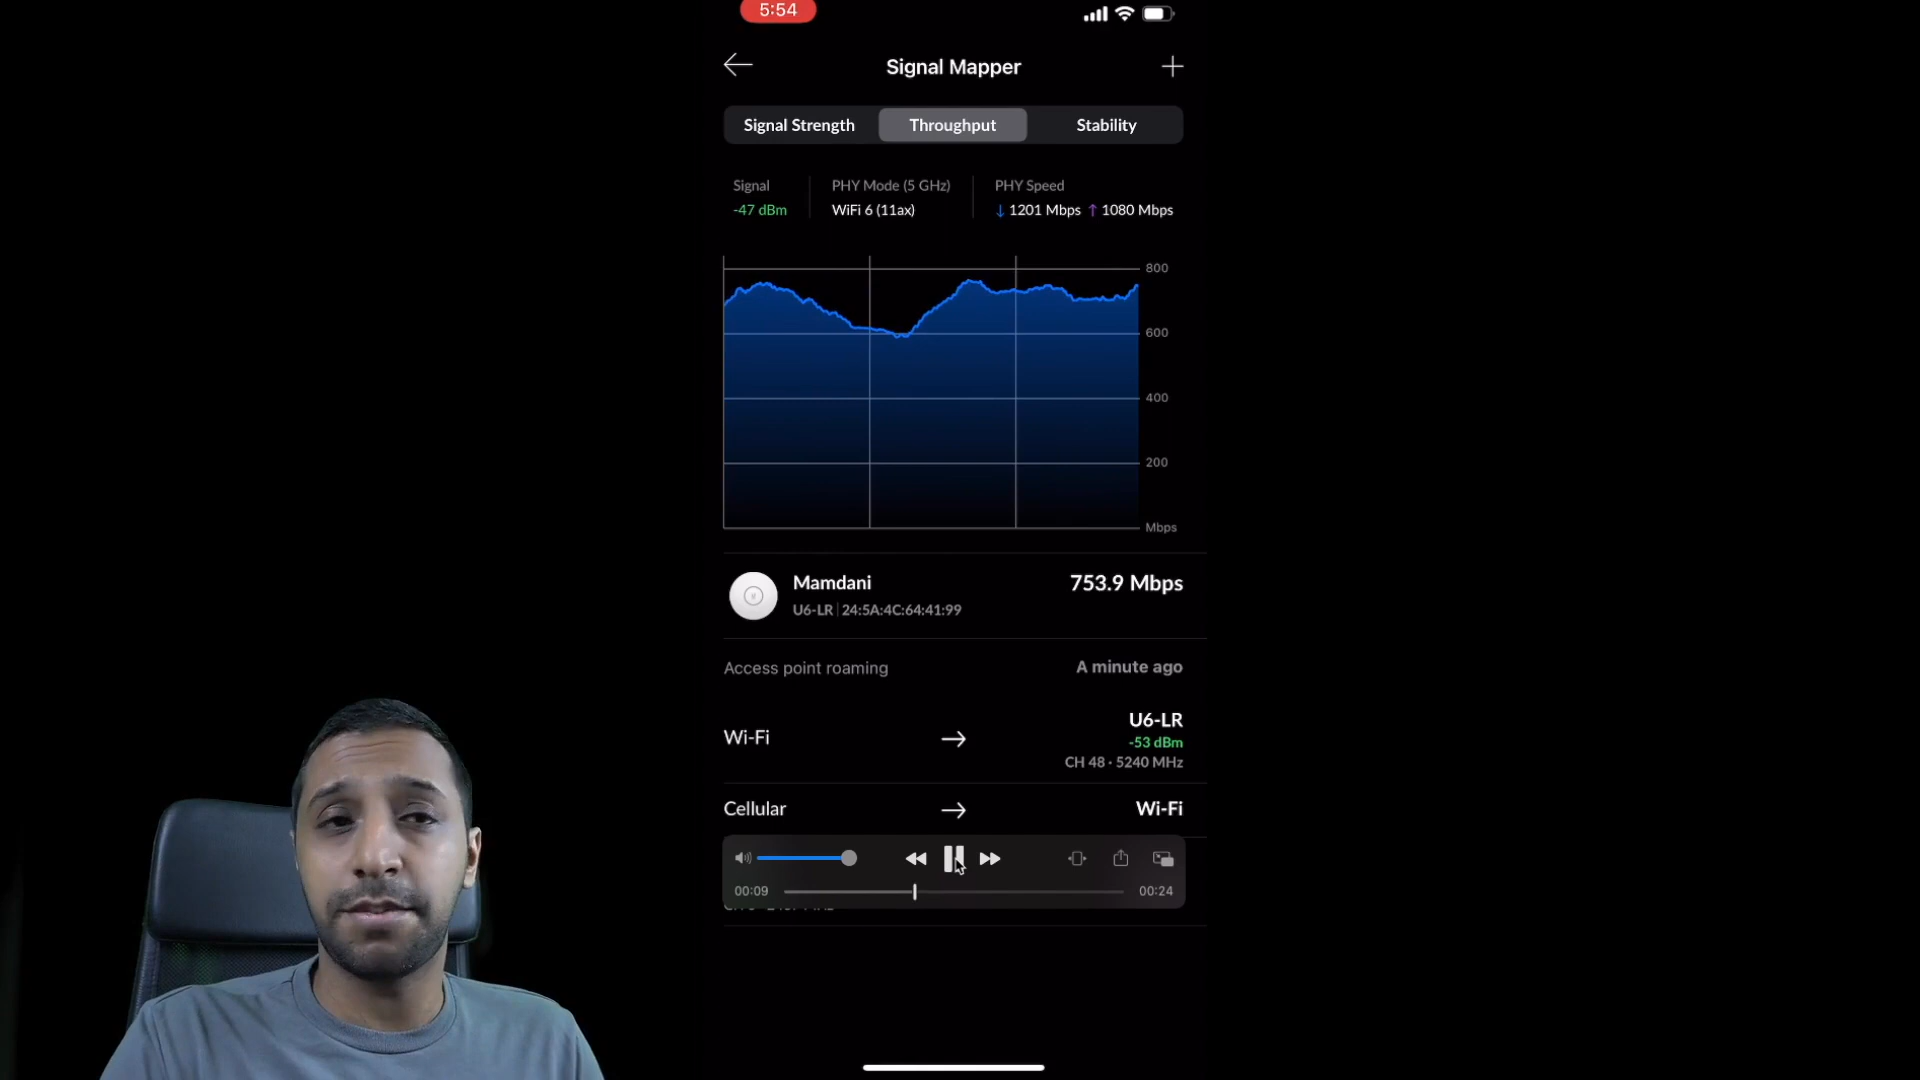 5:54
Signal Mapper
Signal Strength Throughput Stability
Signal PHY Mode (5 GHz) PHY Speed
-47 dBm WiFi 6 (11ax) ↓ 1201 Mbps ↑ 1080 Mbps
800
600
400
200
Mbps
Mamdani 753.9 Mbps
U6-LR | 24:5A:4C:64:41:99
Access point roaming A minute ago
U6-LR
Wi-Fi → -53 dBm
CH 48 · 5240 MHz
Cellular → Wi-Fi
00:09 00:24